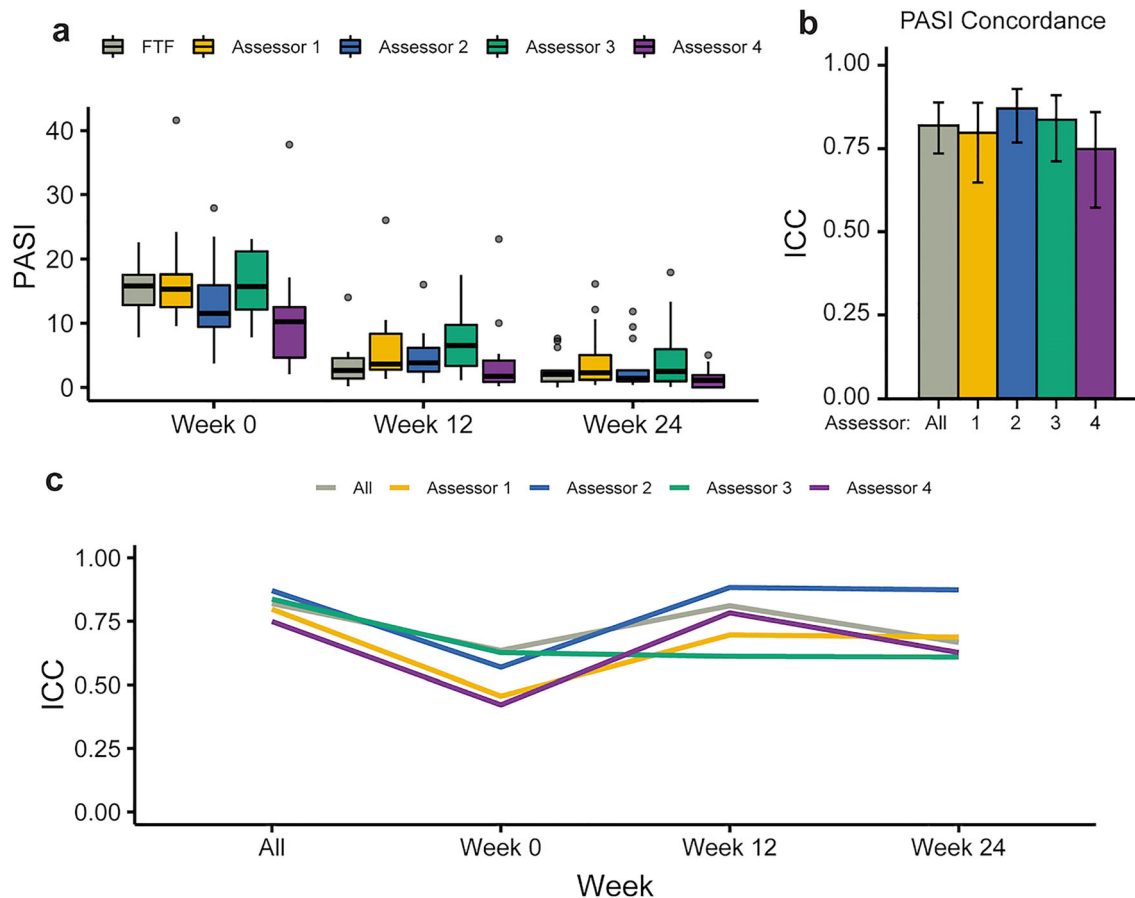 a
FTF Assessor 1 Assessor 2 Assessor 3 Assessor 4
PASI
40
30
20
10
0
Week 0 Week 12 Week 24
b
PASI Concordance
ICC
1.00
0.75
0.50
0.25
0.00
Assessor: All 1 2 3 4
c
All Assessor 1 Assessor 2 Assessor 3 Assessor 4
ICC
1.00
0.75
0.50
0.25
0.00
All Week 0 Week 12 Week 24
Week